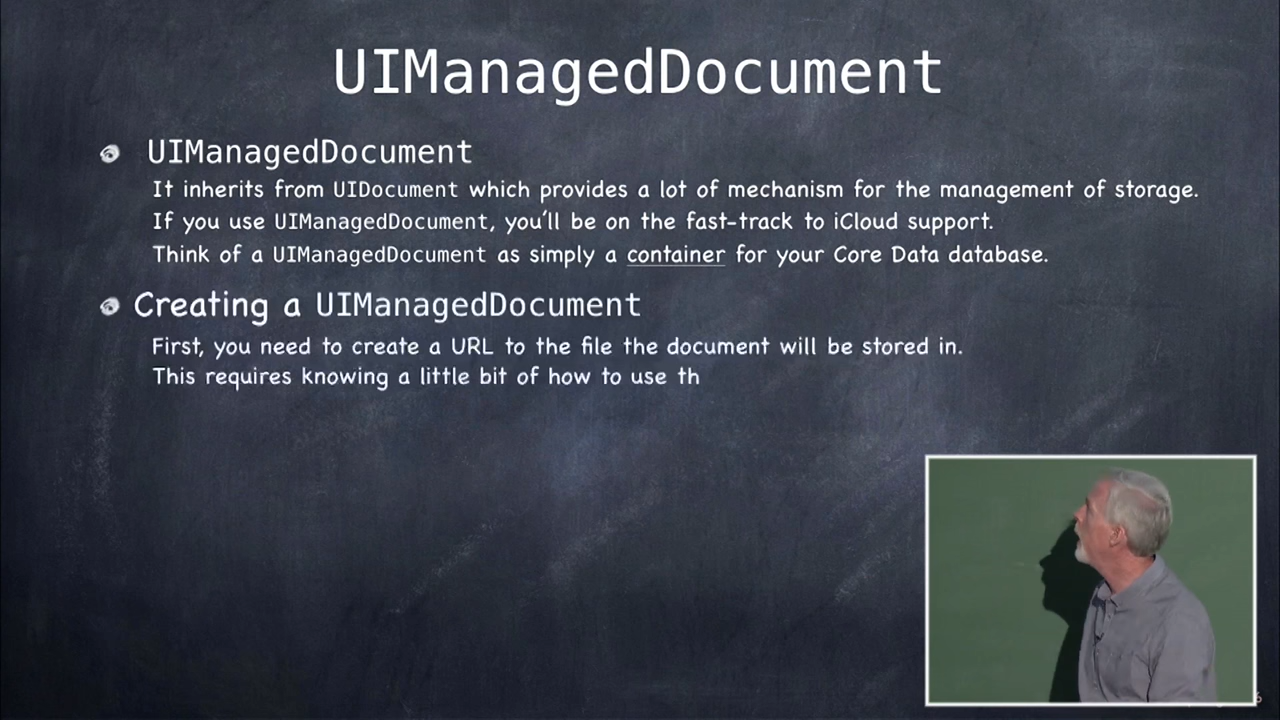 UIManagedDocument
UIManagedDocument
It inherits from UIDocument which provides a lot of mechanism for the management of storage.
If you use UIManagedDocument, you'll be on the fast-track to iCloud support.
Think of a UIManagedDocument as simply a container for your Core Data database.
Creating a UIManagedDocument
First, you need to create a URL to the file the document will be stored in.
This requires knowing a little bit of how to use th